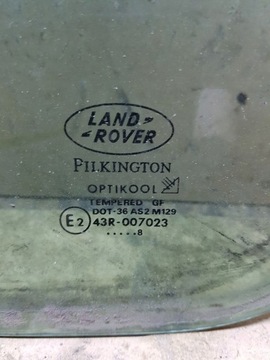 LAND
ROVER
PILKINGTON
OPTIKOOL
TEMPERED GF
DOT-36 AS2 M129
E2 43R-007023
.....8